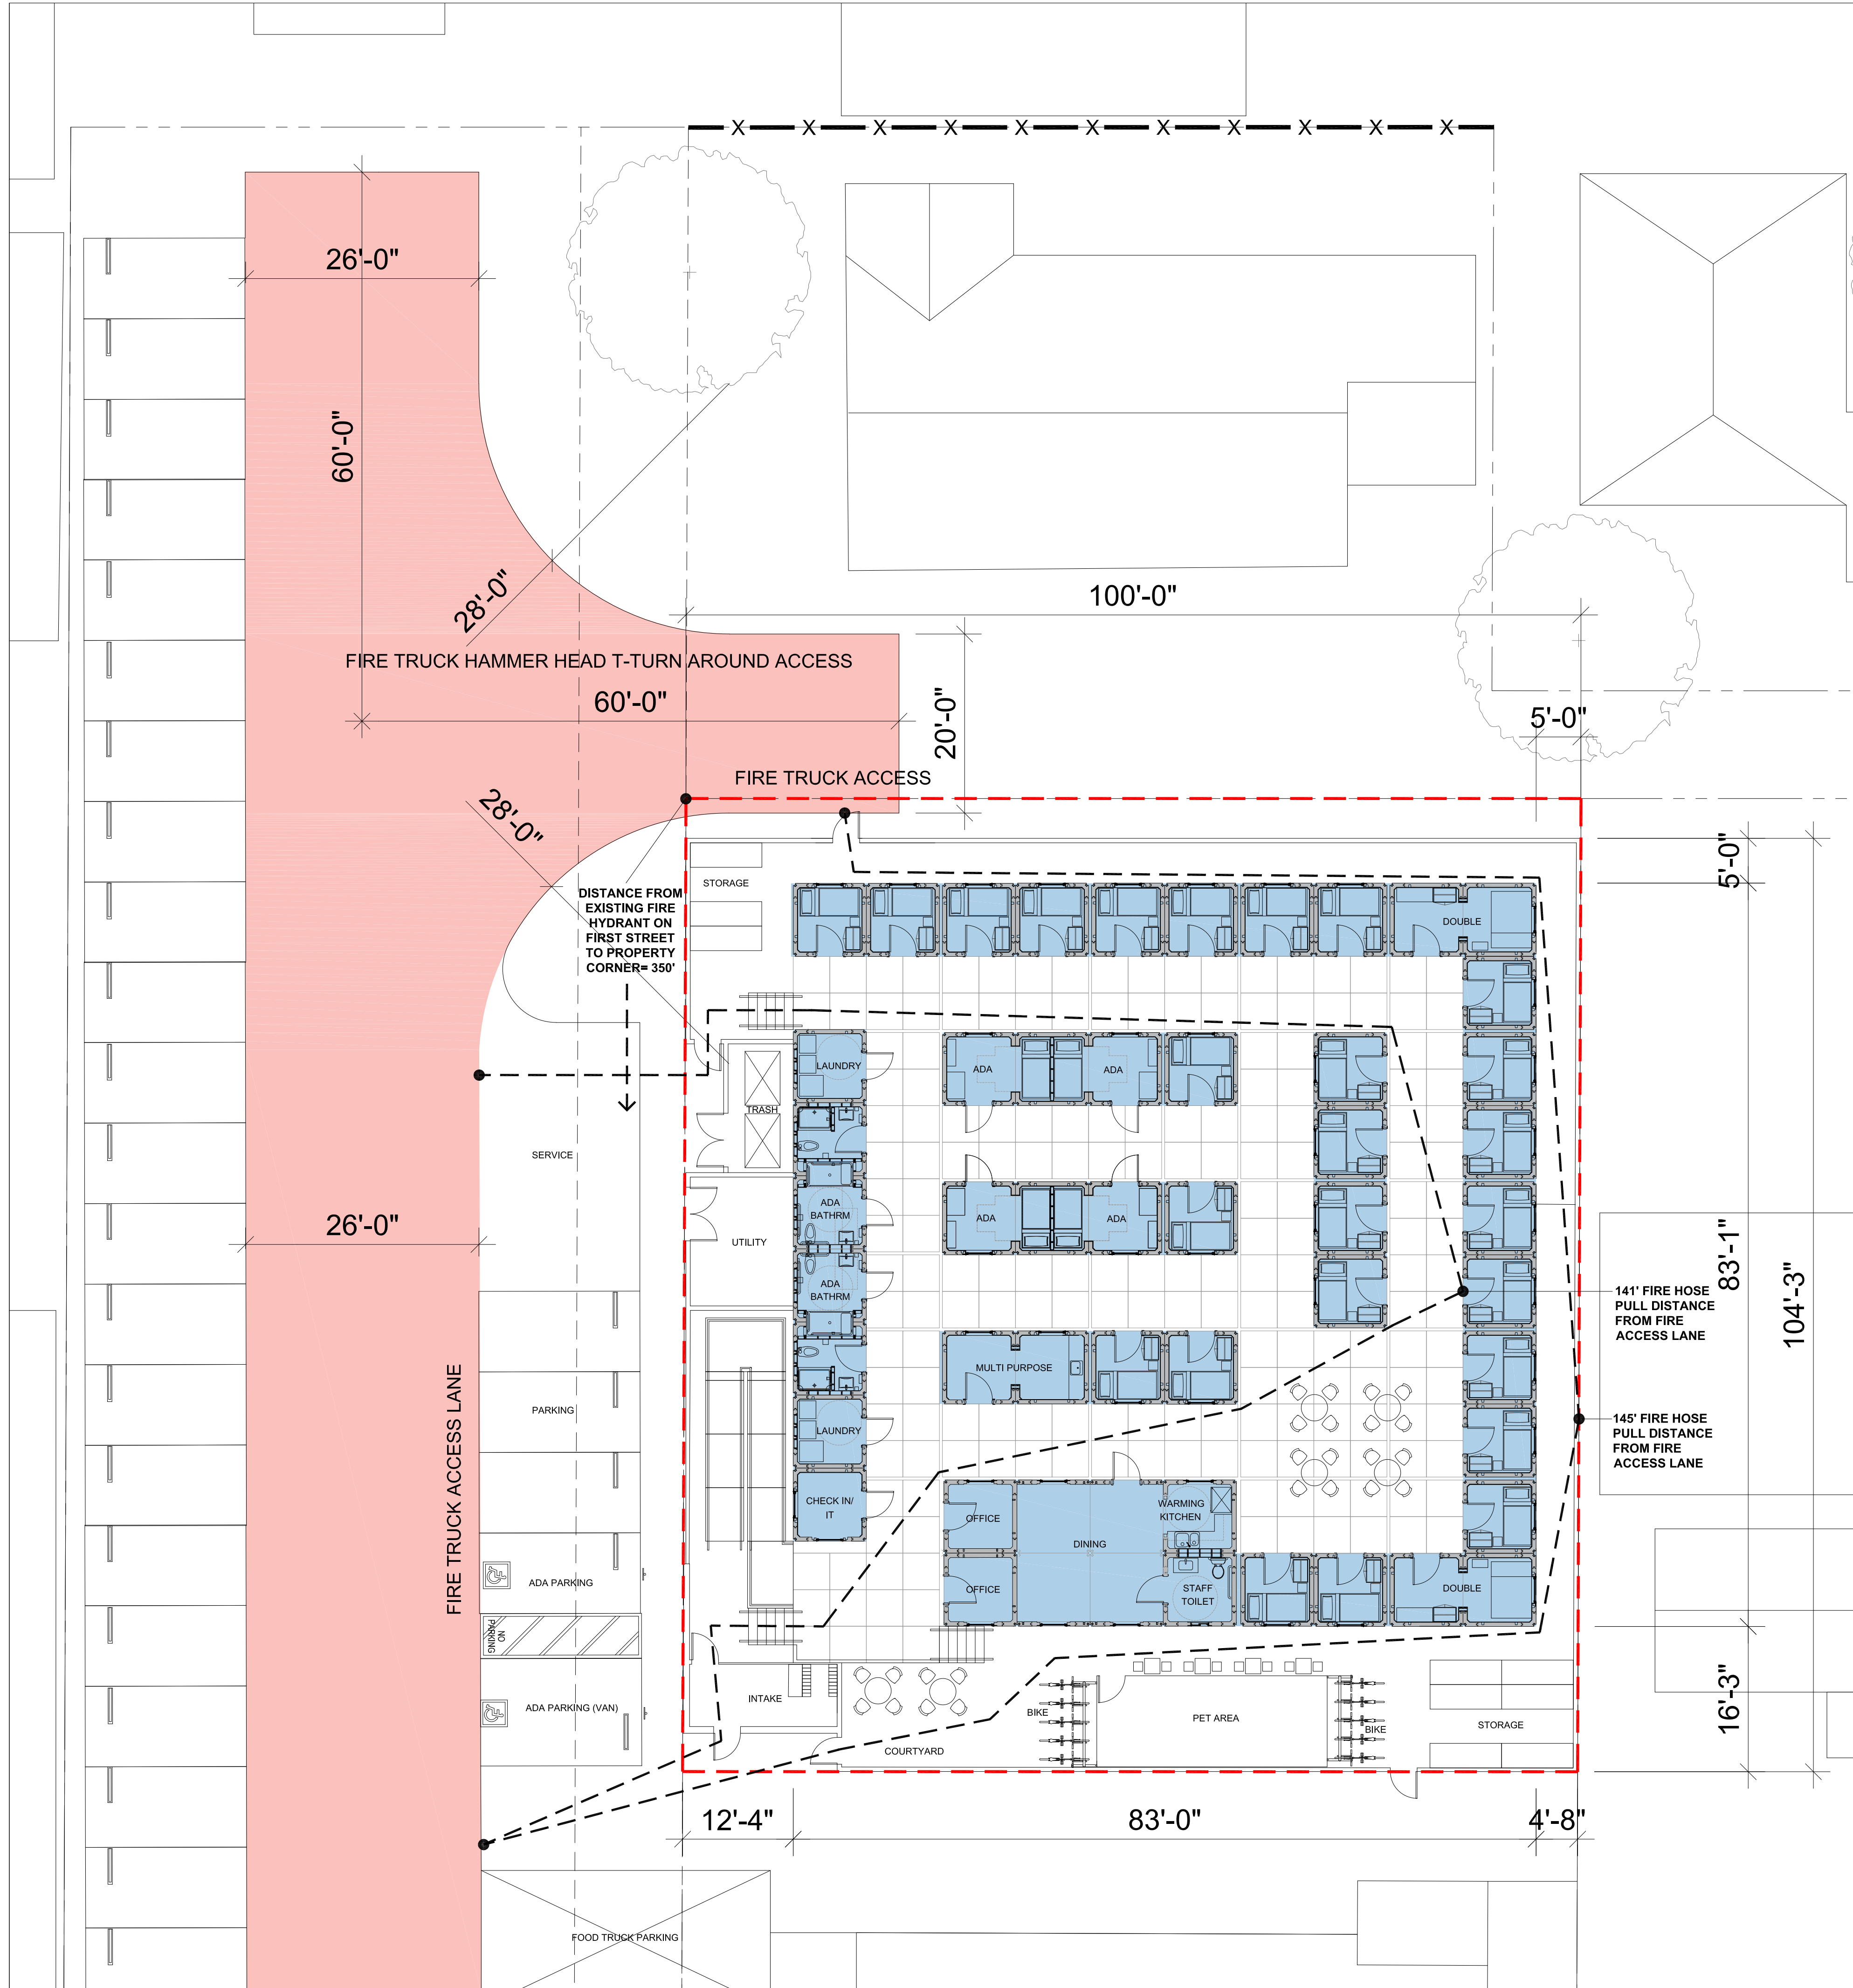 X X X X X X X X X X X
26'-0"
60'-0"
28'-0"
100'-0"
FIRE TRUCK HAMMER HEAD T-TURN AROUND ACCESS
60'-0"
20'-0"
5'-0"
FIRE TRUCK ACCESS
28'-0"
DISTANCE FROM
EXISTING FIRE
HYDRANT ON
FIRST STREET
TO PROPERTY
CORNER= 350'
STORAGE
DOUBLE
5'-0"
LAUNDRY
ADA
ADA
TRASH
SERVICE
ADA
BATHRM
ADA
ADA
26'-0"
UTILITY
ADA
BATHRM
83'-1"
104'-3"
141' FIRE HOSE
PULL DISTANCE
FROM FIRE
ACCESS LANE
MULTI PURPOSE
PARKING
LAUNDRY
145' FIRE HOSE
PULL DISTANCE
FROM FIRE
ACCESS LANE
FIRE TRUCK ACCESS LANE
CHECK IN/
IT
OFFICE
WARMING
KITCHEN
DINING
ADA PARKING
OFFICE
STAFF
TOILET
DOUBLE
NO
PARKING
INTAKE
16'-3"
ADA PARKING (VAN)
BIKE
PET AREA
BIKE
STORAGE
COURTYARD
12'-4"
83'-0"
4'-8"
FOOD TRUCK PARKING